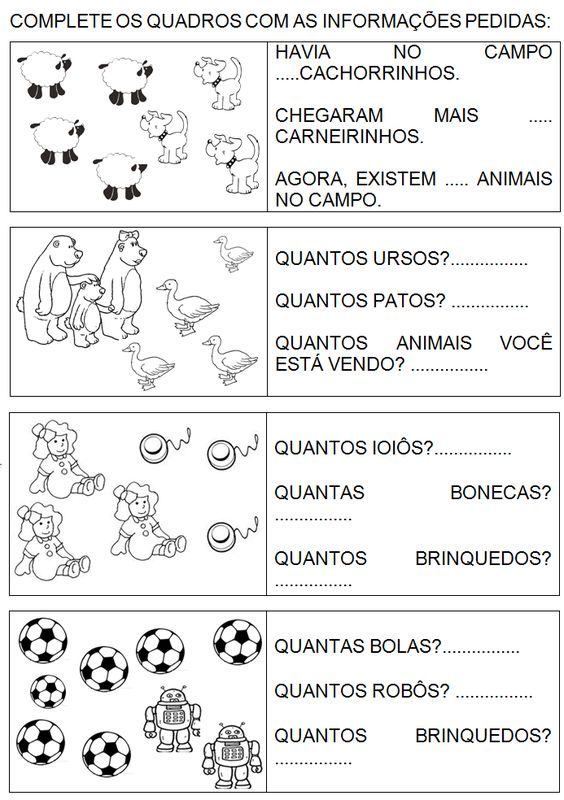 COMPLETE OS QUADROS COM AS INFORMAÇÕES PEDIDAS:
HAVIA NO CAMPO
.....CACHORRINHOS.
CHEGARAM MAIS .....
CARNEIRINHOS.
AGORA, EXISTEM ..... ANIMAIS
NO CAMPO.
QUANTOS URSOS?...............
QUANTOS PATOS? ...............
QUANTOS ANIMAIS VOCÊ
ESTÁ VENDO? ...............
QUANTOS IOIÔS?...............
QUANTAS BONECAS?
...............
QUANTOS BRINQUEDOS?
...............
QUANTAS BOLAS?...............
QUANTOS ROBÔS? ...............
QUANTOS BRINQUEDOS?
...............